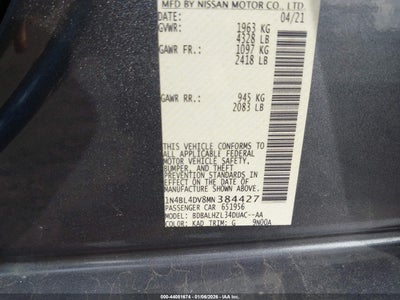 MFD BY NISSAN MOTOR CO., LTD.
DATE: 04/21
GVWR: 1963 KG
4328 LB
GAWR FR.: 1097 KG
2418 LB
GAWR RR.: 945 KG
2083 LB
THIS VEHICLE CONFORMS TO
ALL APPLICABLE FEDERAL
MOTOR VEHICLE SAFETY,
BUMPER, AND THEFT
PREVENTION STANDARDS
IN EFFECT ON THE DATE OF
MANUFACTURE SHOWN ABOVE.
1N4BL4DV8MN384427
PASSENGER CAR 651956
MODEL: BDBALHZL34DUAC--AA
COLOR: KAD TRIM: G 9N00A
000-44081674 - 01/06/2026 - IAA